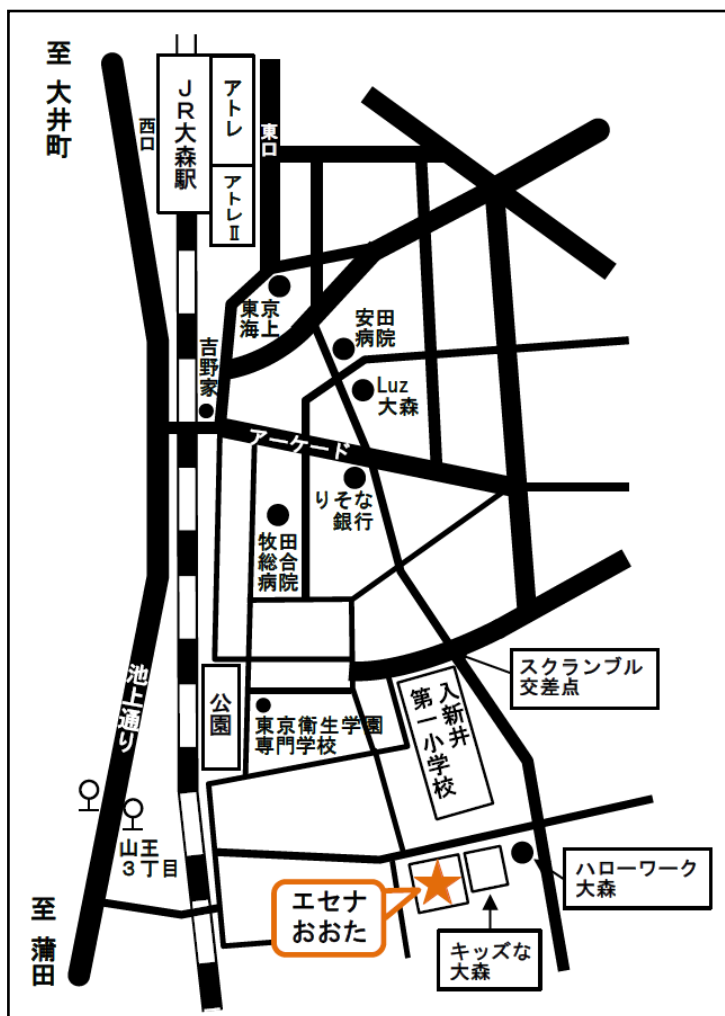 至 大井町
西口
JR大森駅
アトレ
アトレⅡ
東口
東京
海上
安田
病院
吉野家
Luz
大森
アーケード
りそな
銀行
牧田
総合
病院
スクランブル
交差点
池上通り
公園
入新井
第一小学校
東京衛生学園
専門学校
山王
3丁目
ハローワーク
大森
エセナ
おおた
キッズな
大森
至 蒲田